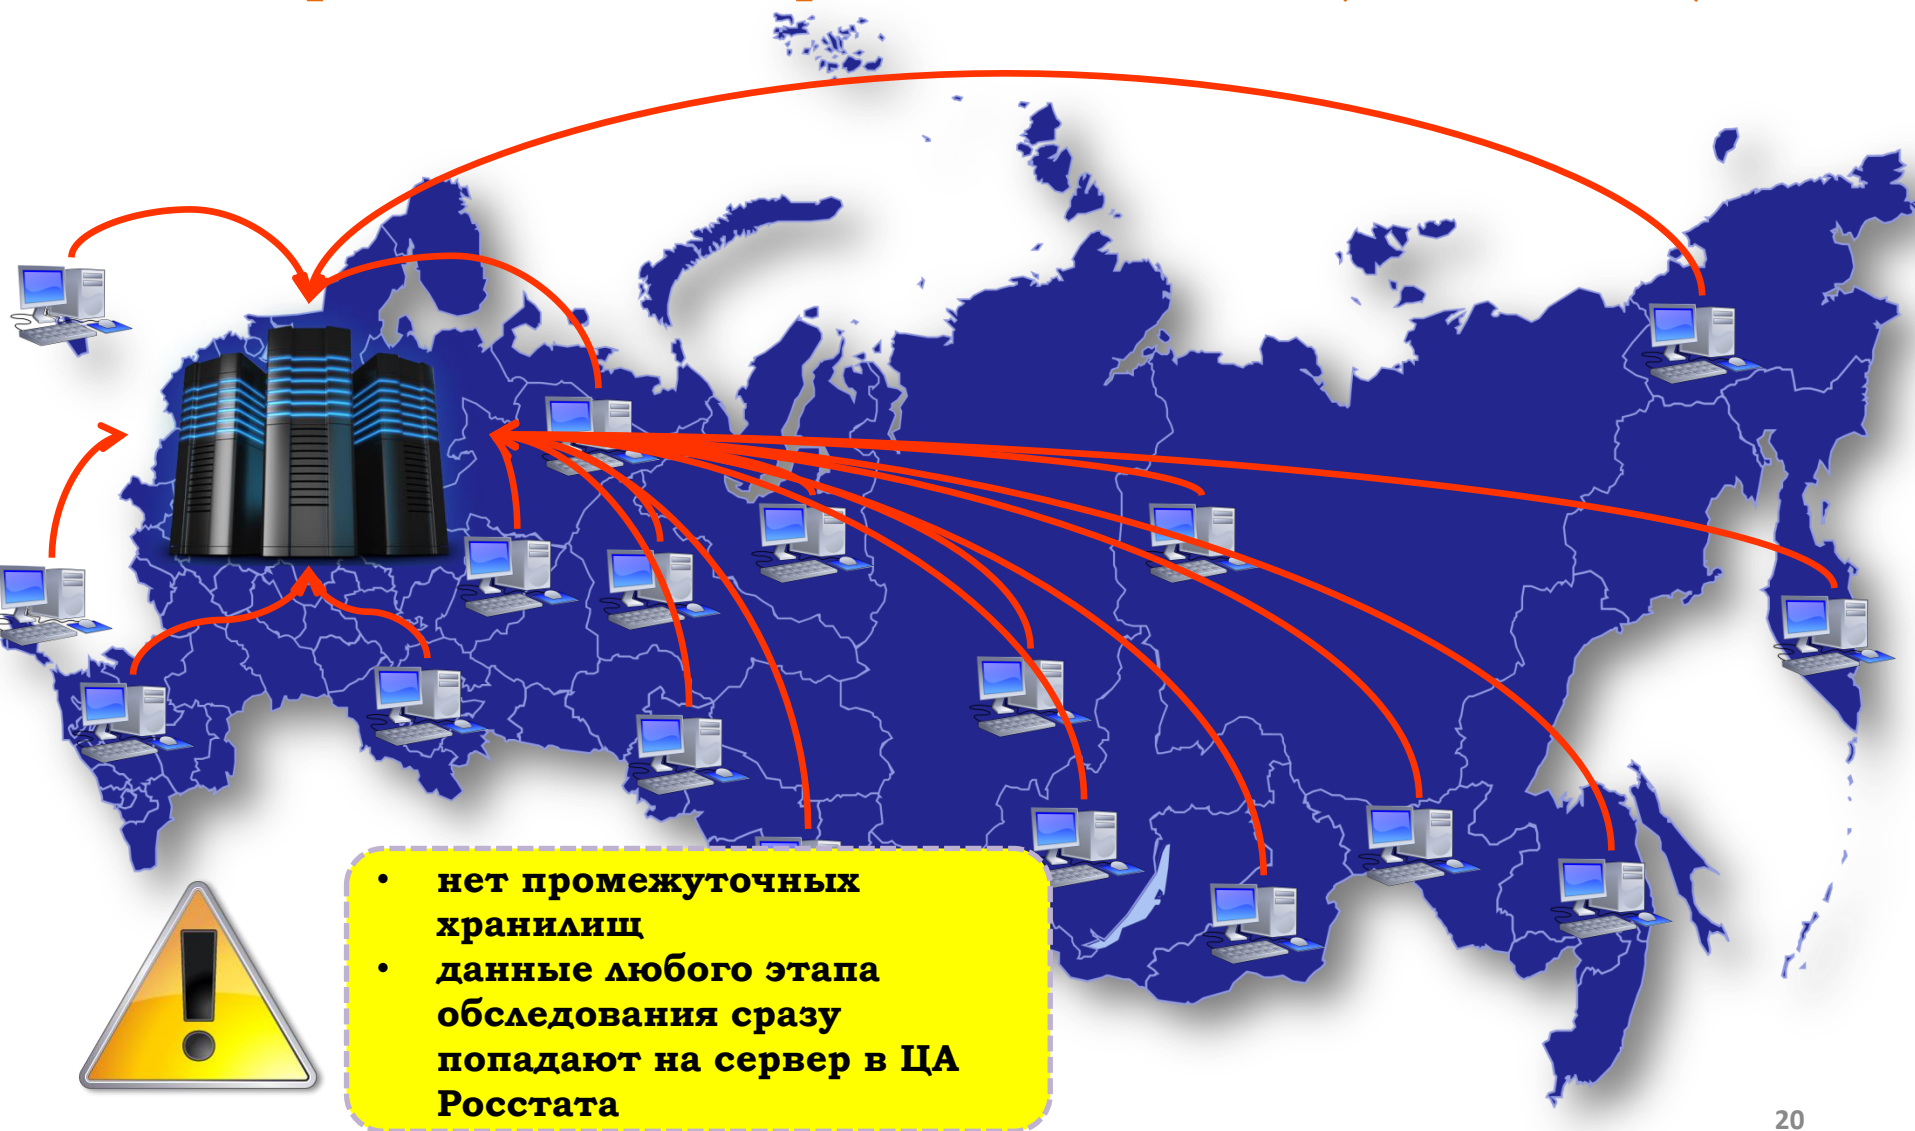 • нет промежуточных
хранилищ
• данные любого этапа
обследования сразу
попадают на сервер в ЦА
Росстата
20